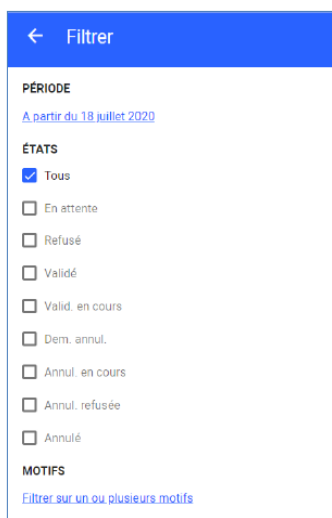 Filtrer
PÉRIODE
A partir du 18 juillet 2020
ÉTATS
Tous
En attente
Refusé
Validé
Valid. en cours
Dem. annul.
Annul. en cours
Annul. refusée
Annulé
MOTIFS
Filtrer sur un ou plusieurs motifs